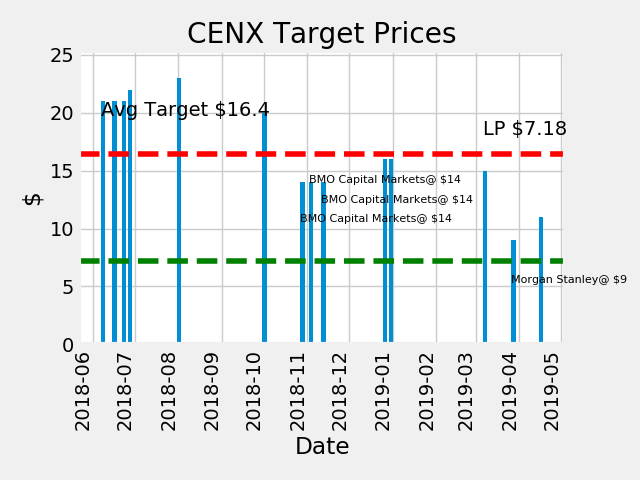 CENX Target Prices
25
20
15
10
5
0
$
Avg Target $16.4
LP $7.18
BMO Capital Markets@ $14
BMO Capital Markets@ $14
BMO Capital Markets@ $14
Morgan Stanley@ $9
2018-06
2018-07
2018-08
2018-09
2018-10
2018-11
2018-12
2019-01
2019-02
2019-03
2019-04
2019-05
Date